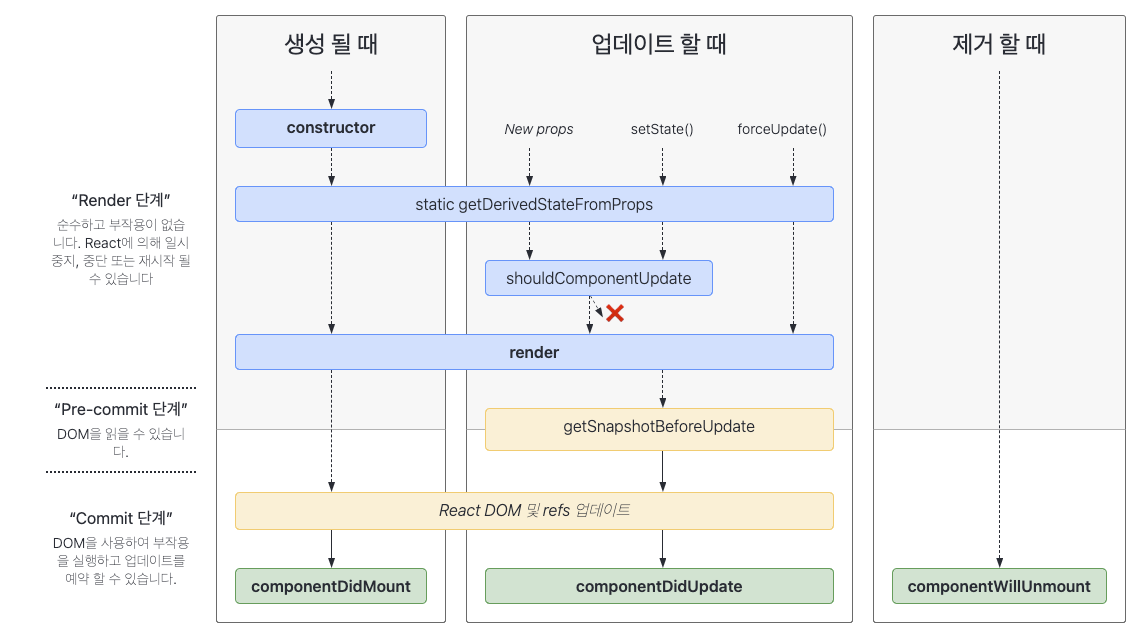 생성 될 때
업데이트 할 때
제거 할 때
constructor
New props
setState()
forceUpdate()
“Render 단계”
순수하고 부작용이 없습
니다. React에 의해 일시
중지, 중단 또는 재시작 될
수 있습니다
static getDerivedStateFromProps
shouldComponentUpdate
render
“Pre-commit 단계”
DOM을 읽을 수 있습니
다.
getSnapshotBeforeUpdate
“Commit 단계”
DOM을 사용하여 부작용
을 실행하고 업데이트를
예약 할 수 있습니다.
React DOM 및 refs 업데이트
componentDidMount
componentDidUpdate
componentWillUnmount